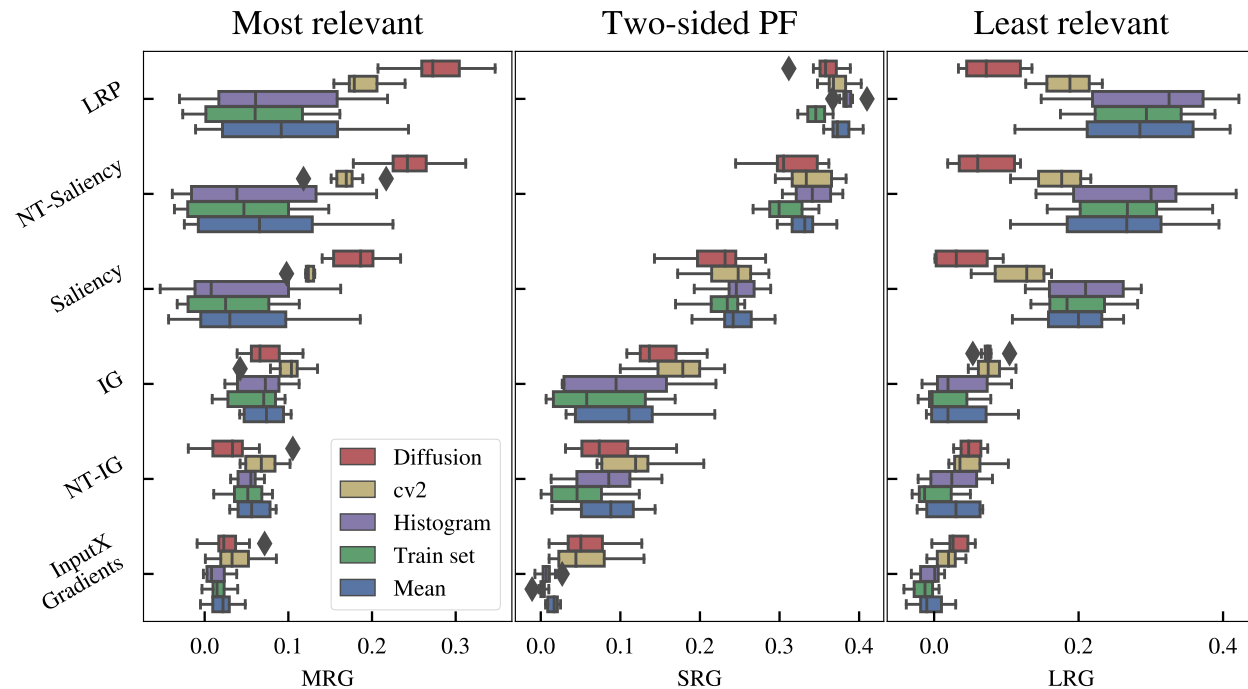 Most relevant
Two-sided PF
Least relevant
LRP
NT-Saliency
Saliency
IG
NT-IG
InputX
Gradients
Diffusion
cv2
Histogram
Train set
Mean
0.0 0.1 0.2 0.3
0.0 0.1 0.2 0.3 0.4
0.0 0.2 0.4
MRG
SRG
LRG